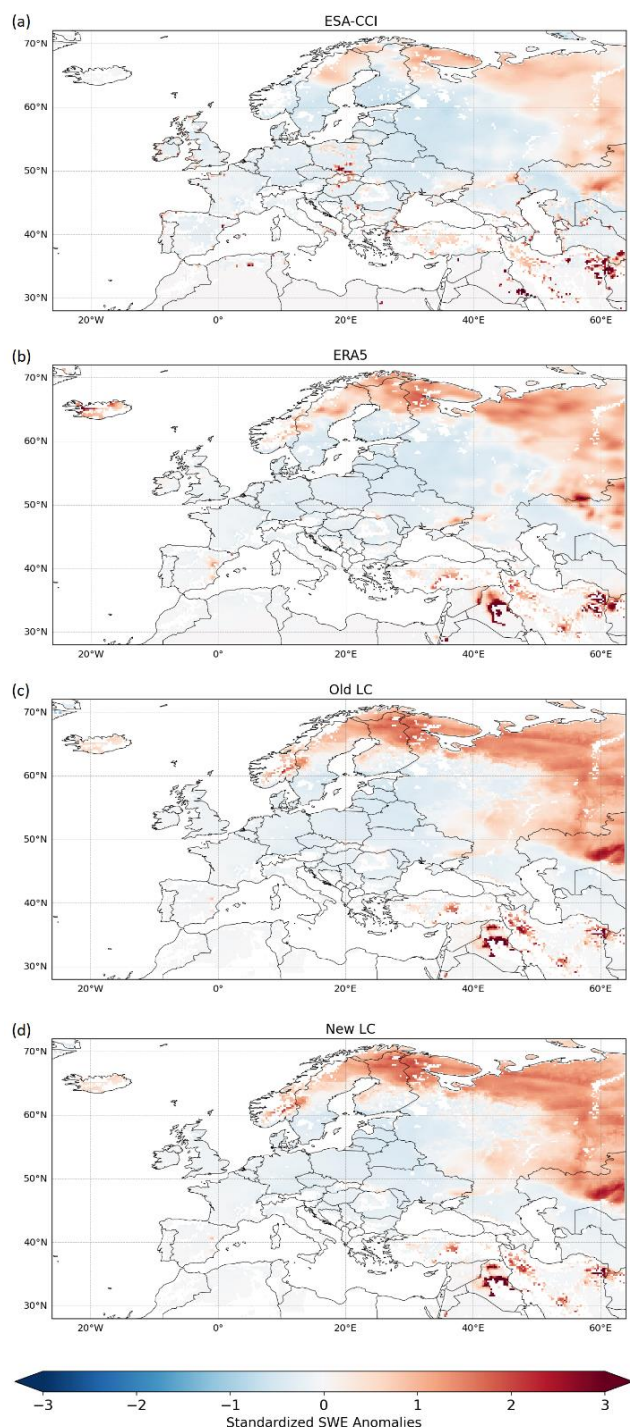 (a)
ESA-CCI
70°N
60°N
50°N
40°N
30°N
20°W 0° 20°E 40°E 60°E
(b)
ERA5
70°N
60°N
50°N
40°N
30°N
20°W 0° 20°E 40°E 60°E
(c)
Old LC
70°N
60°N
50°N
40°N
30°N
20°W 0° 20°E 40°E 60°E
(d)
New LC
70°N
60°N
50°N
40°N
30°N
20°W 0° 20°E 40°E 60°E
−3 −2 −1 0 1 2 3
Standardized SWE Anomalies